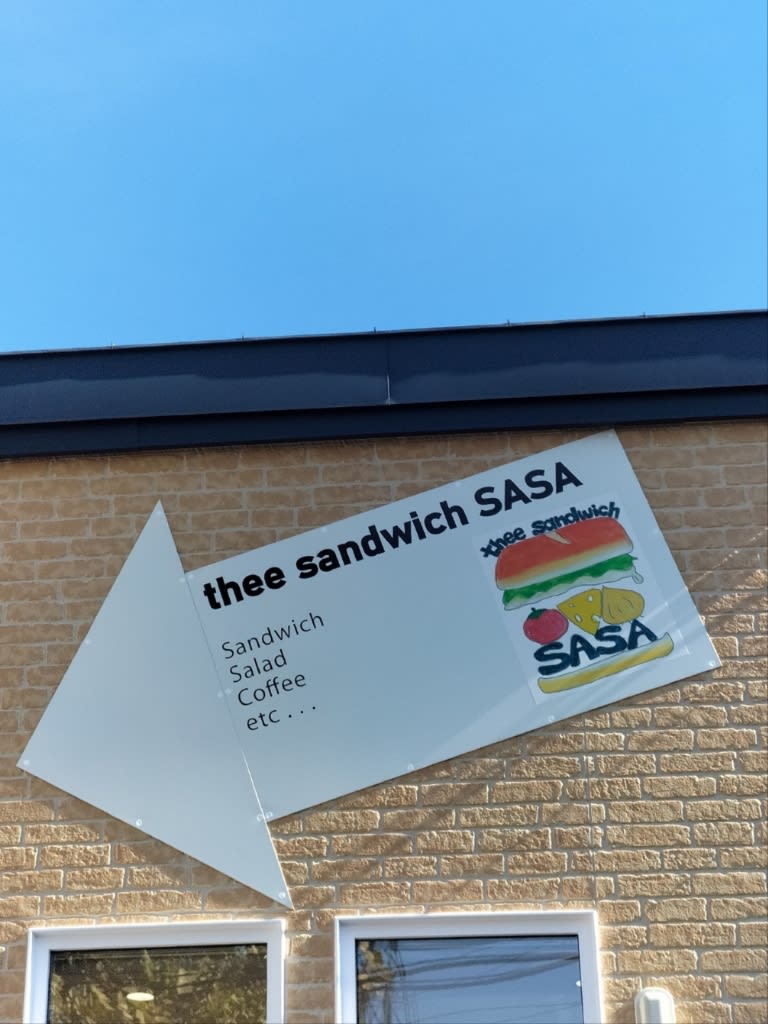 thee sandwich SASA
Sandwich
Salad
Coffee
etc . . .
thee sandwich
SASA